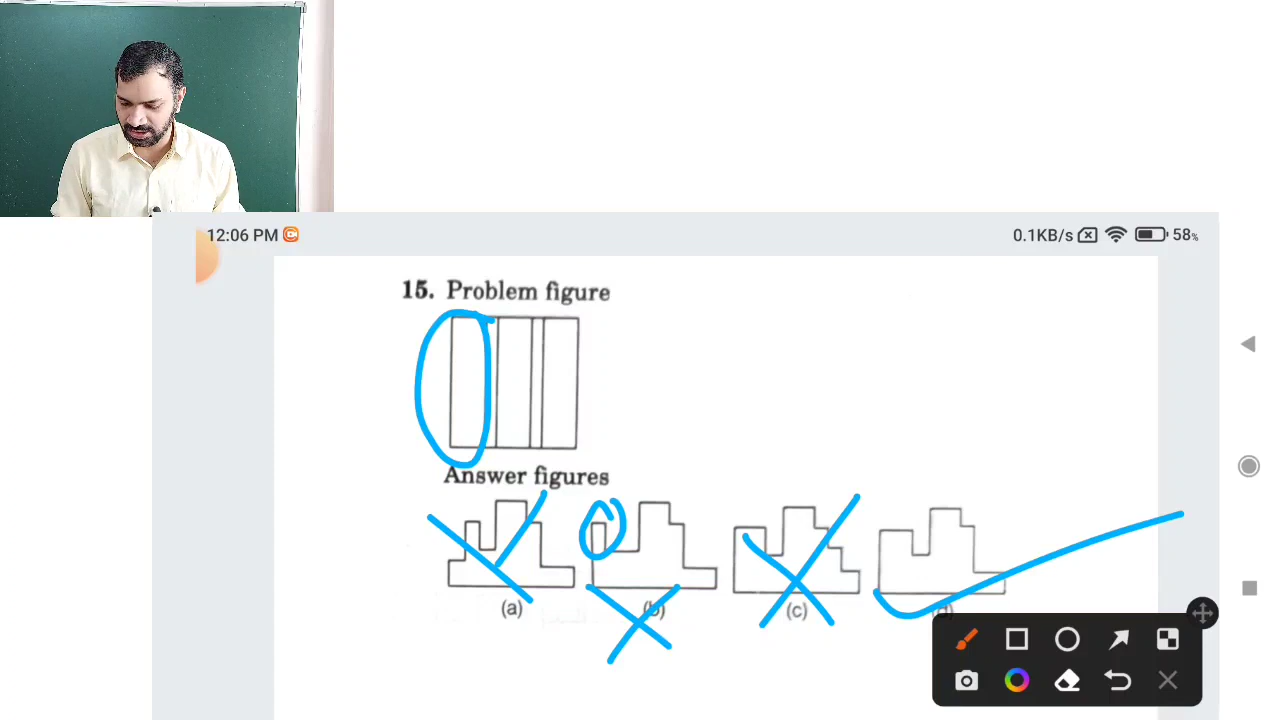 12:06 PM 0.1KB/s 58%
15. Problem figure
Answer figures
(a) (b) (c) (d)